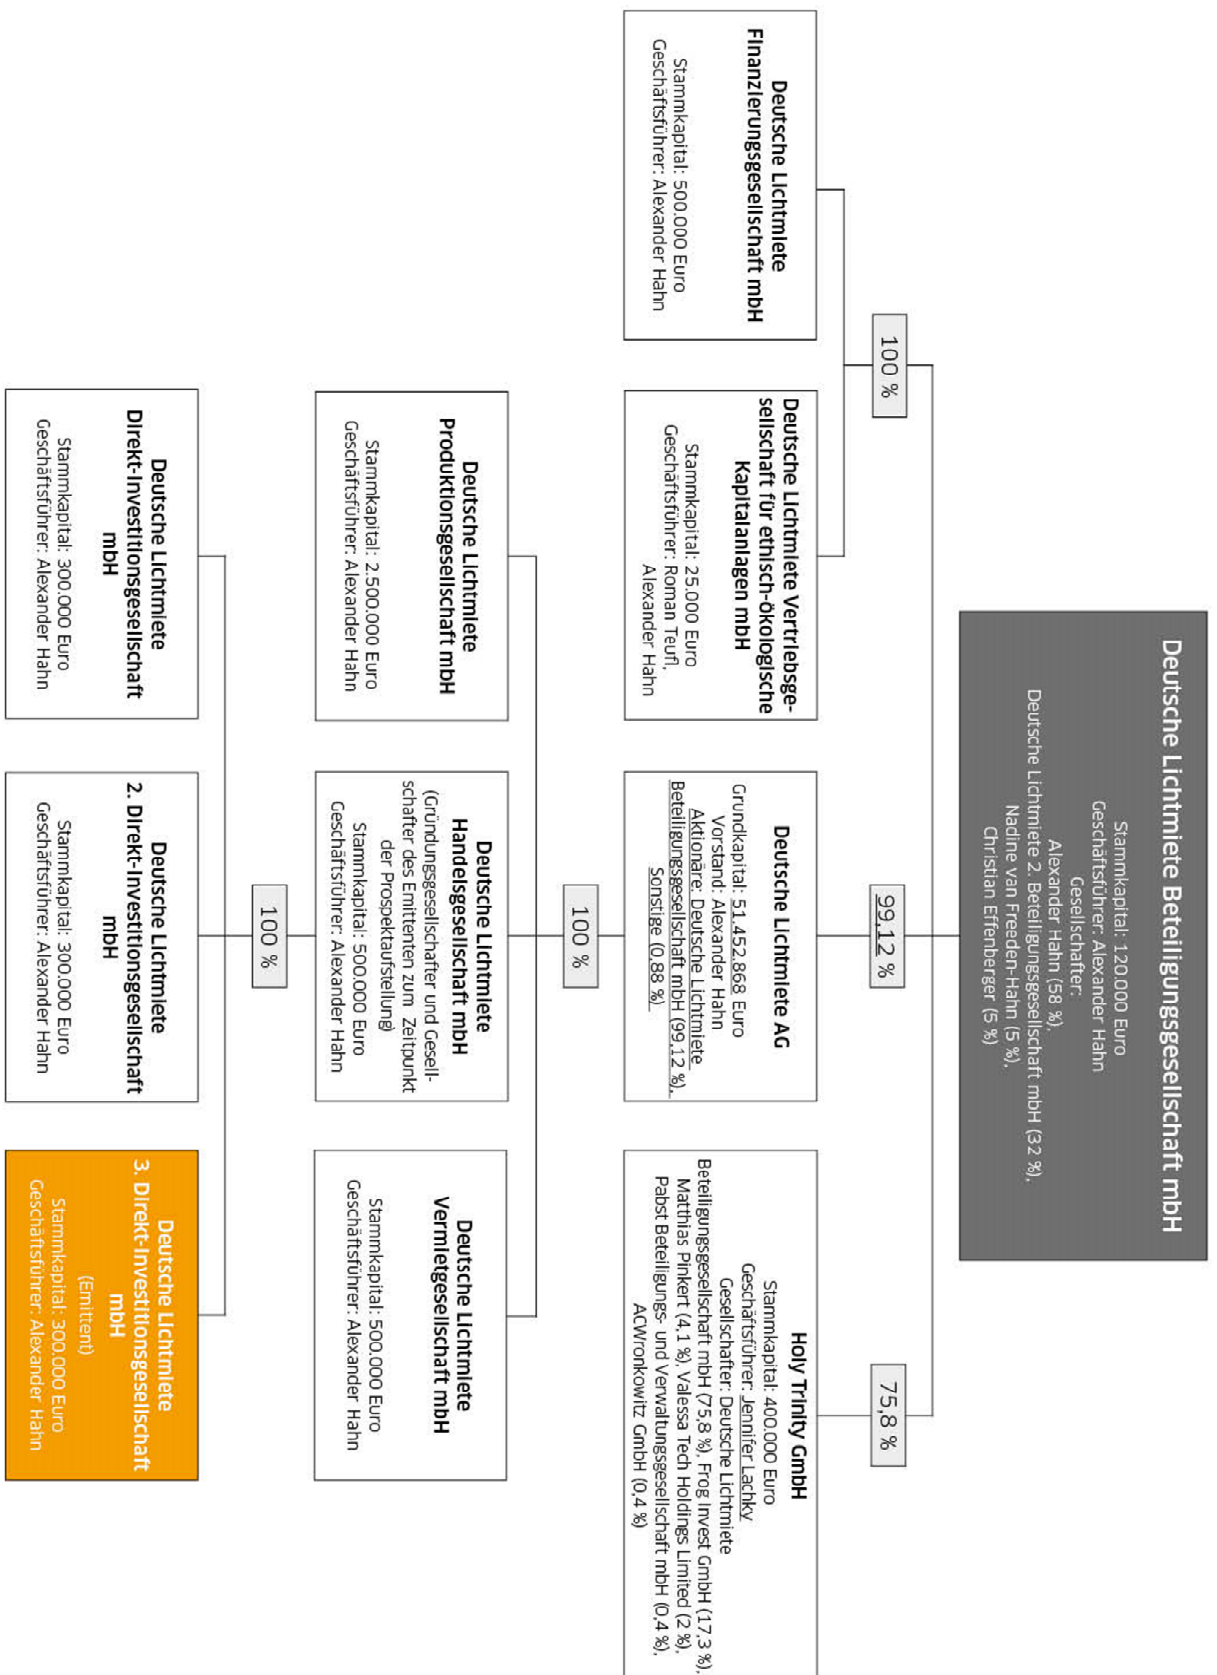 Deutsche Lichtmiete Beteiligungsgesellschaft mbH
Stammkapital: 120.000 Euro
Geschäftsführer: Alexander Hahn
Gesellschafter:
Alexander Hahn (58 %),
Deutsche Lichtmiete 2. Beteiligungsgesellschaft mbH (32 %),
Nadine van Freeden-Hahn (5 %),
Christian Effenberger (5 %)
100 %
99,12 %
75,8 %
Deutsche Lichtmiete
Finanzierungsgesellschaft mbH
Stammkapital: 500.000 Euro
Geschäftsführer: Alexander Hahn
Deutsche Lichtmiete Vertriebsge-
sellschaft für ethisch-ökologische
Kapitalanlagen mbH
Stammkapital: 25.000 Euro
Geschäftsführer: Roman Teufl,
Alexander Hahn
Deutsche Lichtmiete AG
Grundkapital: 51.452.868 Euro
Vorstand: Alexander Hahn
Aktionäre: Deutsche Lichtmiete
Beteiligungsgesellschaft mbH (99,12 %),
Sonstige (0,88 %)
Holy Trinity GmbH
Stammkapital: 400.000 Euro
Geschäftsführer: Jennifer Lachky
Gesellschafter: Deutsche Lichtmiete
Beteiligungsgesellschaft mbH (75,8 %), Frog Invest GmbH (17,3 %),
Matthias Pinkert (4,1 %), Valessa Tech Holdings Limited (2 %),
Pabst Beteiligungs- und Verwaltungsgesellschaft mbH (0,4 %),
ACWronkowitz GmbH (0,4 %)
100 %
Deutsche Lichtmiete
Produktionsgesellschaft mbH
Stammkapital: 2.500.000 Euro
Geschäftsführer: Alexander Hahn
Deutsche Lichtmiete
Handelsgesellschaft mbH
(Gründungsgesellschafter und Gesell-
schafter des Emittenten zum Zeitpunkt
der Prospektaufstellung)
Stammkapital: 500.000 Euro
Geschäftsführer: Alexander Hahn
Deutsche Lichtmiete
Vermietgesellschaft mbH
Stammkapital: 500.000 Euro
Geschäftsführer: Alexander Hahn
100 %
Deutsche Lichtmiete
Direkt-Investitionsgesellschaft
mbH
Stammkapital: 300.000 Euro
Geschäftsführer: Alexander Hahn
Deutsche Lichtmiete
2. Direkt-Investitionsgesellschaft
mbH
Stammkapital: 300.000 Euro
Geschäftsführer: Alexander Hahn
Deutsche Lichtmiete
3. Direkt-Investitionsgesellschaft
mbH
(Emittent)
Stammkapital: 300.000 Euro
Geschäftsführer: Alexander Hahn